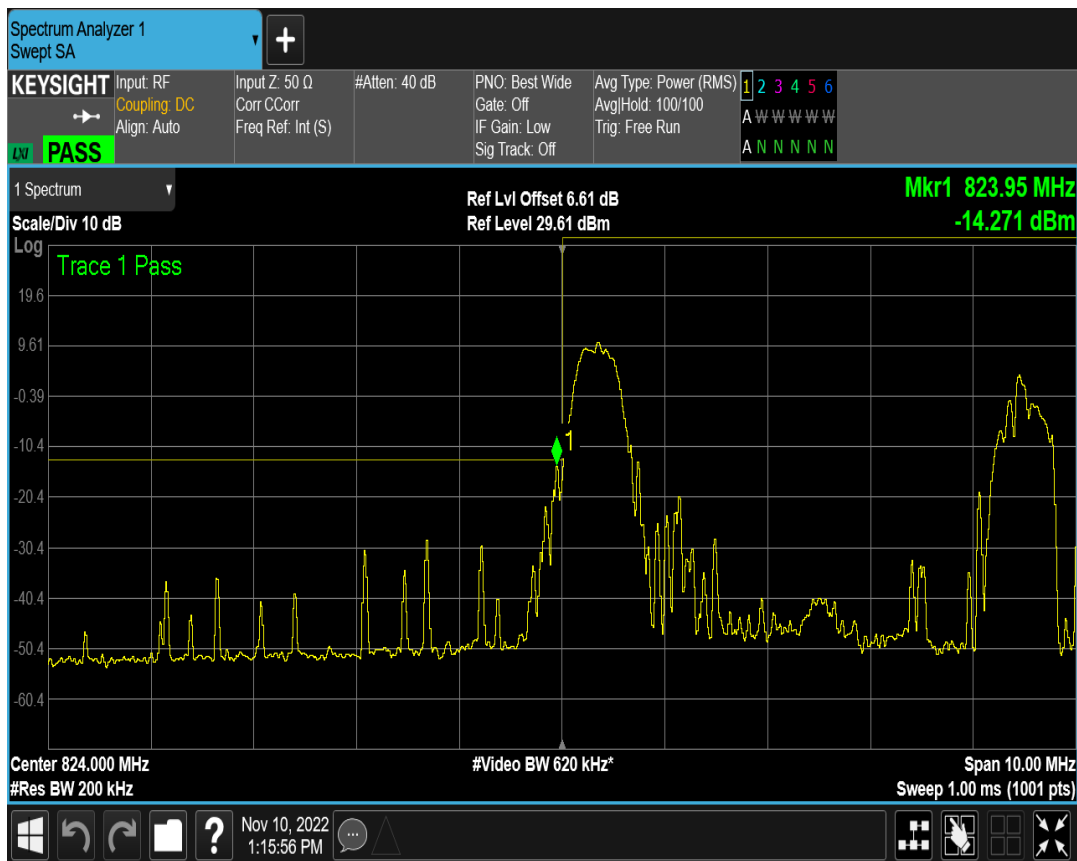 Spectrum Analyzer 1
Swept SA
+
KEYSIGHT
LXI PASS
Input: RF
Coupling: DC
Align: Auto
Input Z: 50 Ω
Corr CCorr
Freq Ref: Int (S)
#Atten: 40 dB
PNO: Best Wide
Gate: Off
IF Gain: Low
Sig Track: Off
Avg Type: Power (RMS)
Avg|Hold: 100/100
Trig: Free Run
1 2 3 4 5 6
A W W W W W
A N N N N N
1 Spectrum
Scale/Div 10 dB
Ref Lvl Offset 6.61 dB
Ref Level 29.61 dBm
Mkr1 823.95 MHz
-14.271 dBm
Log
Trace 1 Pass
19.6
9.61
-0.39
-10.4
-20.4
-30.4
-40.4
-50.4
-60.4
1
Center 824.000 MHz
#Res BW 200 kHz
#Video BW 620 kHz*
Span 10.00 MHz
Sweep 1.00 ms (1001 pts)
?
Nov 10, 2022
1:15:56 PM